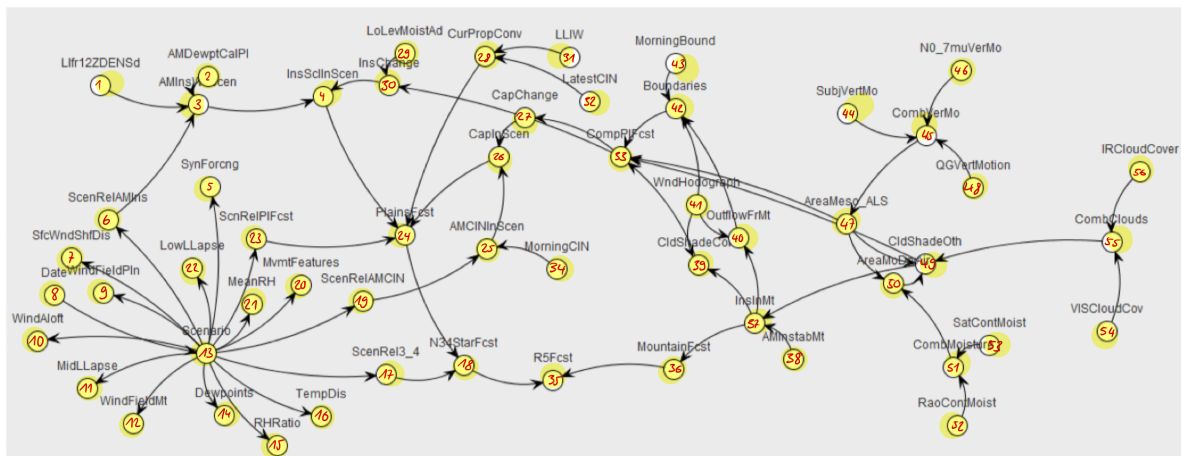 LoLevMoistAd
29
CurPropConv
28
LLIW
31
MorningBound
43
N0_7muVerMo
46
LIfr12ZDENSd
1
AMDewptCalPl
2
3
InsSclInScen
4
InsChange
30
LatestCIN
32
Boundaries
42
SubjVertMo
44
CombVerMo
45
CapChange
27
SynForcng
5
CapInScen
26
CompPlFcst
33
QGVertMotion
48
IRCloudCover
56
ScenRelAMIns
6
ScnRelPlFcst
23
PlainsFcst
24
AMCINInScen
25
WndHodograph
41
OutflowFrMt
40
AreaMeso_ALS
47
CombClouds
55
SfcWndShfDis
7
LowLLapse
22
MorningCIN
34
39
CldShadeOth
49
Date
8
WindFieldPln
9
MeanRH
21
MvmtFeatures
20
ScenRelAMCIN
19
50
WindAloft
10
Scenario
13
InsInMt
37
VISCloudCov
54
MidLLapse
11
ScenRel3_4
17
N34StarFcst
18
R5Fcst
35
MountainFcst
36
AMInstabMt
38
SatContMoist
53
CombMoisture
51
WindFieldMt
12
Dewpoints
14
TempDis
16
RHRatio
15
RaoContMoist
52